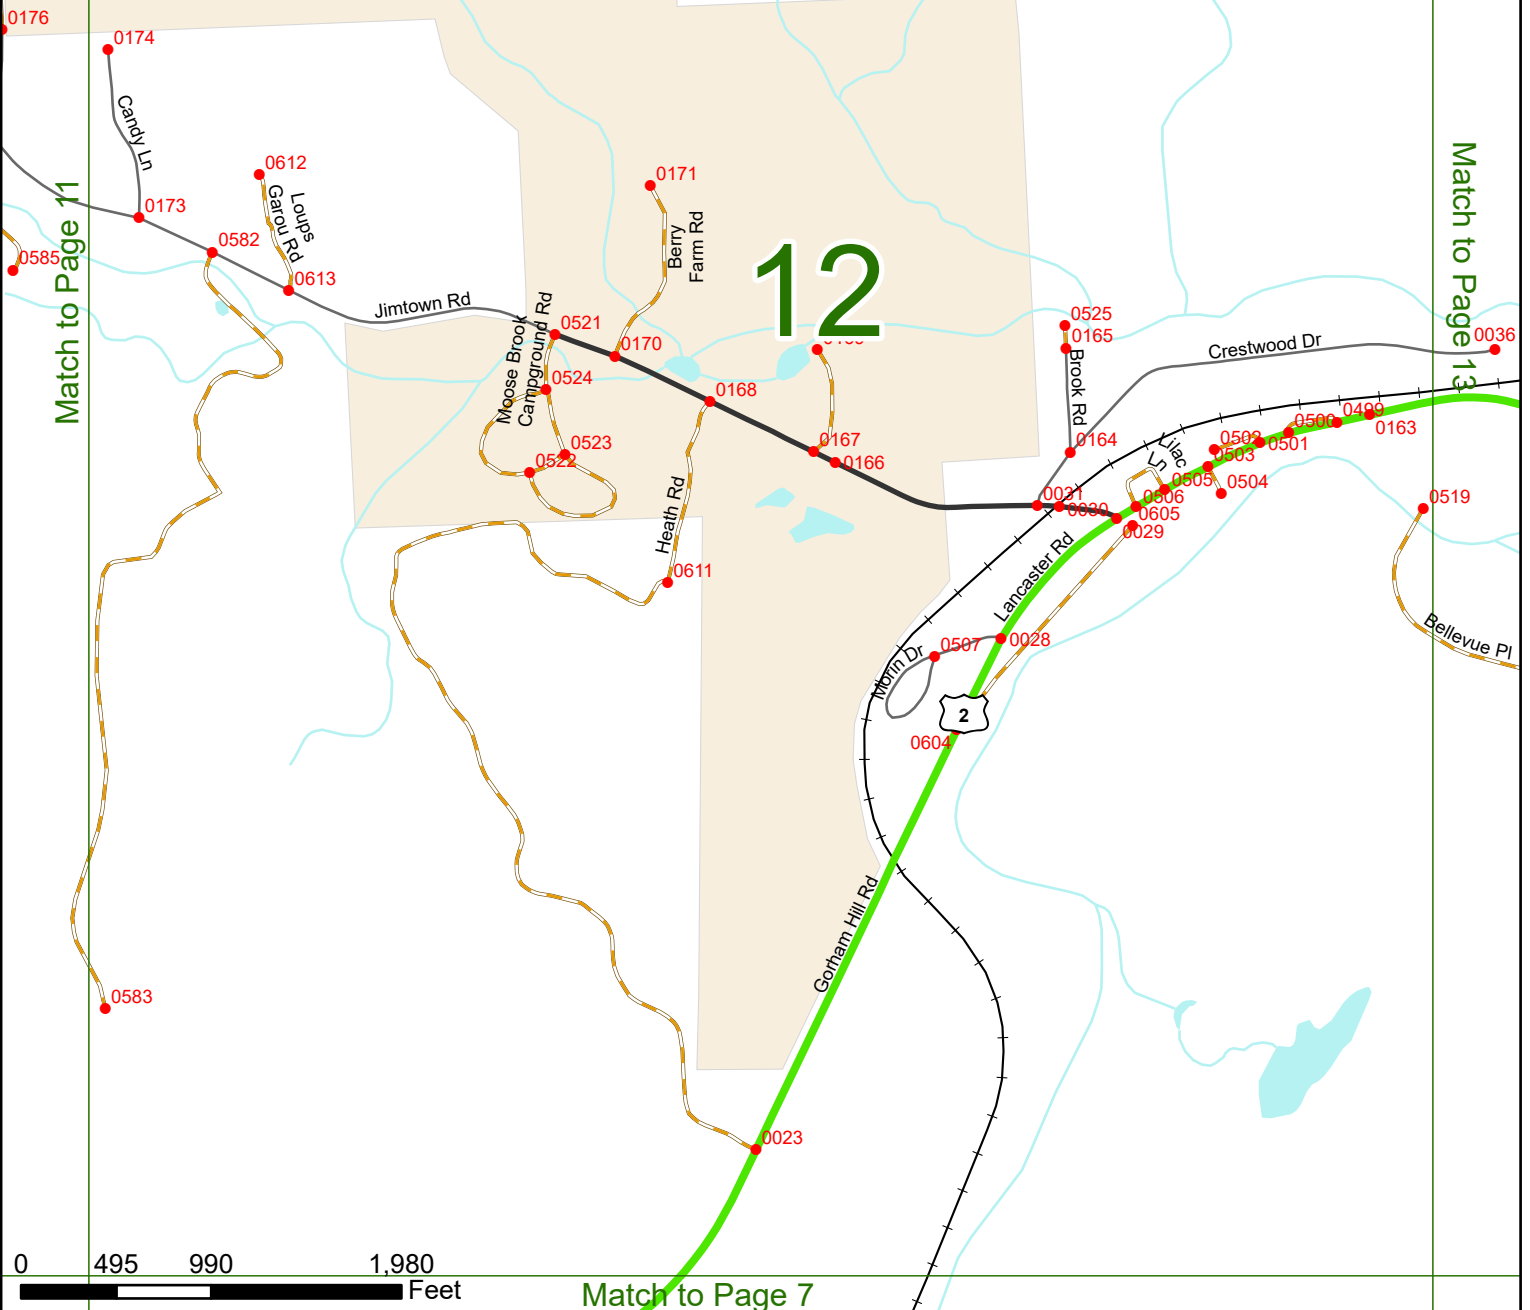 0176
0174
Candy Ln
0612
Loups
Garou Rd
0171
Berry
Farm Rd
Match to Page 11
Match to Page 13
0173
0582
0585
0613
12
Jimtown Rd
Moose Brook
Campground Rd
0521
0170
0525
0165
Brook Rd
Crestwood Dr
0036
0524
0168
0499
0500
0163
0523
0522
0167
0166
0164
Lilac
Ln
0502
0501
0503
0505
0504
0031
0030
0506
0605
0029
0519
Heath Rd
0611
Lancaster Rd
Bellevue Pl
0507
0028
Morin Dr
2
0604
Gorham Hill Rd
0583
0023
0 495 990 1,980
Feet
Match to Page 7